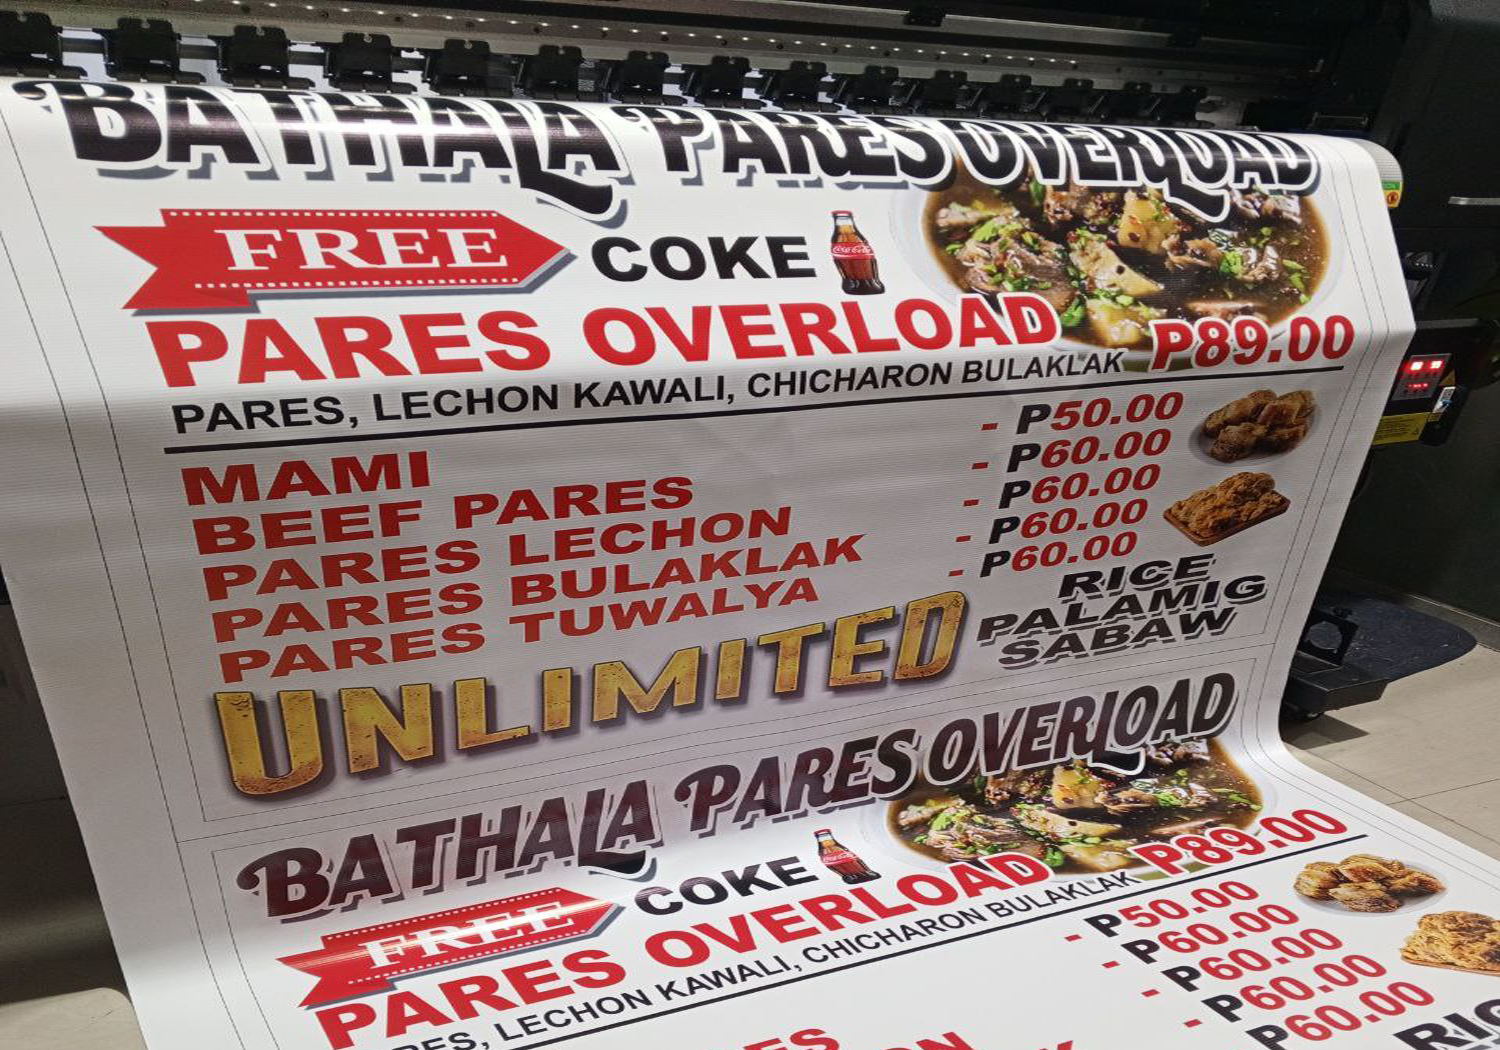 BATHALA PARES OVERLOAD
FREE COKE
Coca-Cola
PARES OVERLOAD P89.00
PARES, LECHON KAWALI, CHICHARON BULAKLAK
MAMI - P50.00
BEEF PARES - P60.00
PARES LECHON - P60.00
PARES BULAKLAK - P60.00
PARES TUWALYA - P60.00
UNLIMITED
RICE
PALAMIG
SABAW
BATHALA PARES OVERLOAD
FREE COKE
PARES OVERLOAD P89.00
LECHON KAWALI, CHICHARON BULAKLAK
- P50.00
- P60.00
- P60.00
- P60.00
P60.00